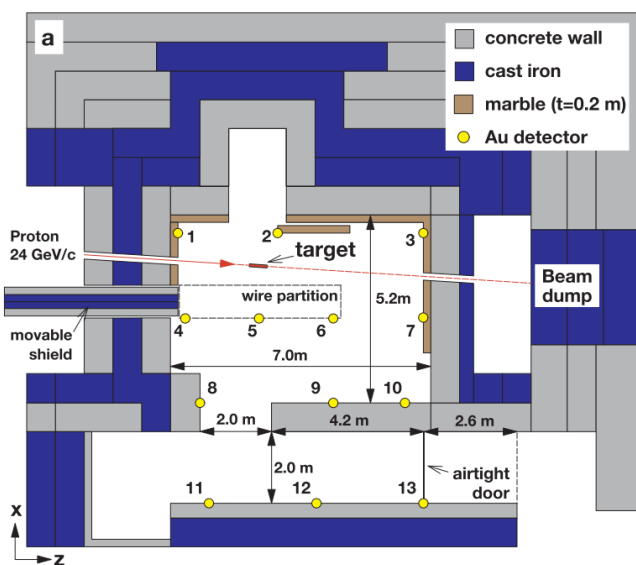 a
concrete wall
cast iron
marble (t=0.2 m)
Au detector
1
2
3
Proton
24 GeV/c
target
Beam
dump
wire partition
5.2m
movable
shield
4
5
6
7
7.0m
8
9
10
2.0 m
4.2 m
2.6 m
2.0 m
airtight
door
11
12
13
x
z